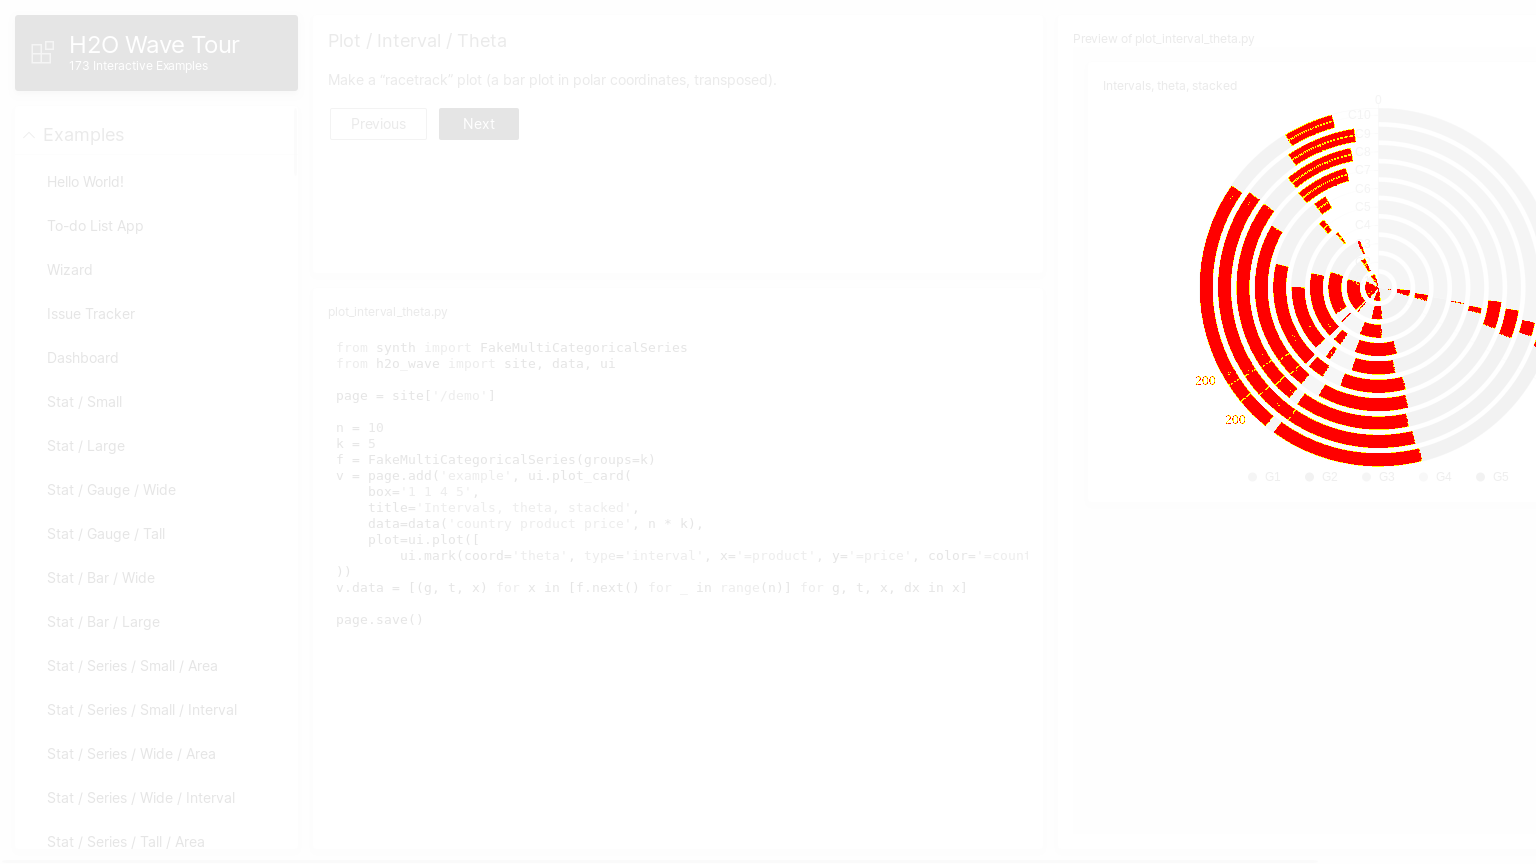 H2O Wave Tour
173 Interactive Examples
Examples
Hello World!
To-do List App
Wizard
Issue Tracker
Dashboard
Stat / Small
Stat / Large
Stat / Gauge / Wide
Stat / Gauge / Tall
Stat / Bar / Wide
Stat / Bar / Large
Stat / Series / Small / Area
Stat / Series / Small / Interval
Stat / Series / Wide / Area
Stat / Series / Wide / Interval
Stat / Series / Tall / Area
Plot / Interval / Theta
Make a “racetrack” plot (a bar plot in polar coordinates, transposed).
Previous
Next
plot_interval_theta.py
from synth import FakeMultiCategoricalSeries
from h2o_wave import site, data, ui
page = site['/demo']
n = 10
k = 5
f = FakeMultiCategoricalSeries(groups=k)
v = page.add('example', ui.plot_card(
box='1 1 4 5',
title='Intervals, theta, stacked',
data=data('country product price', n * k),
plot=ui.plot([
ui.mark(coord='theta', type='interval', x='=product', y='=price', color='=count
))
v.data = [(g, t, x) for x in [f.next() for _ in range(n)] for g, t, x, dx in x]
page.save()
Preview of plot_interval_theta.py
Intervals, theta, stacked
0
C10
C9
C8
C7
C6
C5
C4
200
200
G1
G2
G3
G4
G5